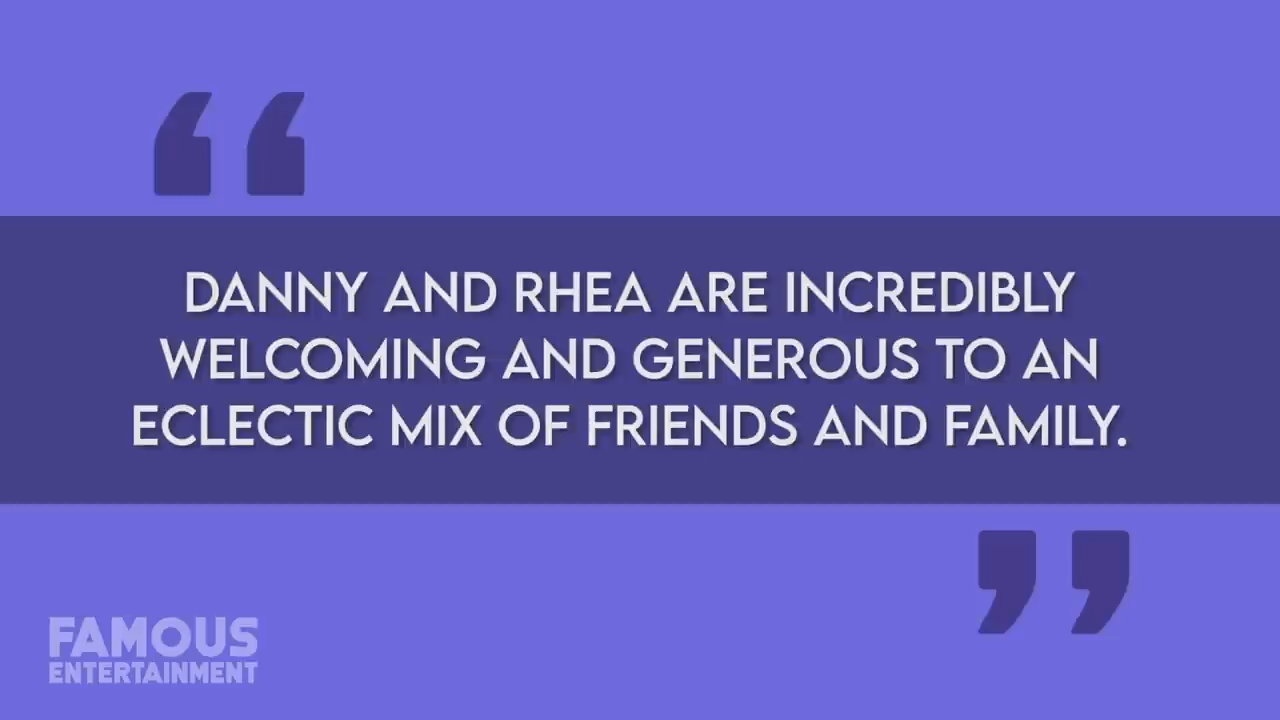 “
DANNY AND RHEA ARE INCREDIBLY
WELCOMING AND GENEROUS TO AN
ECLECTIC MIX OF FRIENDS AND FAMILY.
”
FAMOUS
ENTERTAINMENT